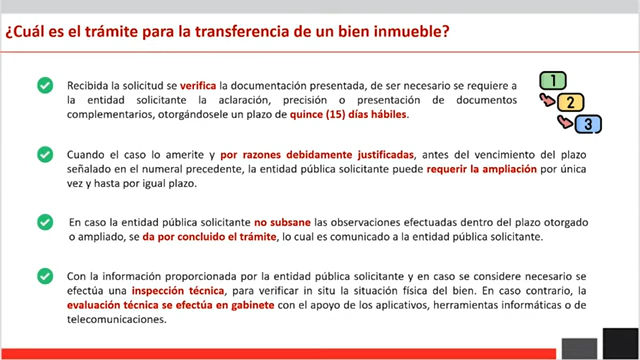 ¿Cuál es el trámite para la transferencia de un bien inmueble?
Recibida la solicitud se verifica la documentación presentada, de ser necesario se requiere a
la entidad solicitante la aclaración, precisión o presentación de documentos
complementarios, otorgándosele un plazo de quince (15) días hábiles.
1
2
3
Cuando el caso lo amerite y por razones debidamente justificadas, antes del vencimiento del plazo
señalado en el numeral precedente, la entidad pública solicitante puede requerir la ampliación por única
vez y hasta por igual plazo.
En caso la entidad pública solicitante no subsane las observaciones efectuadas dentro del plazo otorgado
o ampliado, se da por concluido el trámite, lo cual es comunicado a la entidad pública solicitante.
Con la información proporcionada por la entidad pública solicitante y en caso se considere necesario se
efectúa una inspección técnica, para verificar in situ la situación física del bien. En caso contrario, la
evaluación técnica se efectúa en gabinete con el apoyo de los aplicativos, herramientas informáticas o de
telecomunicaciones.